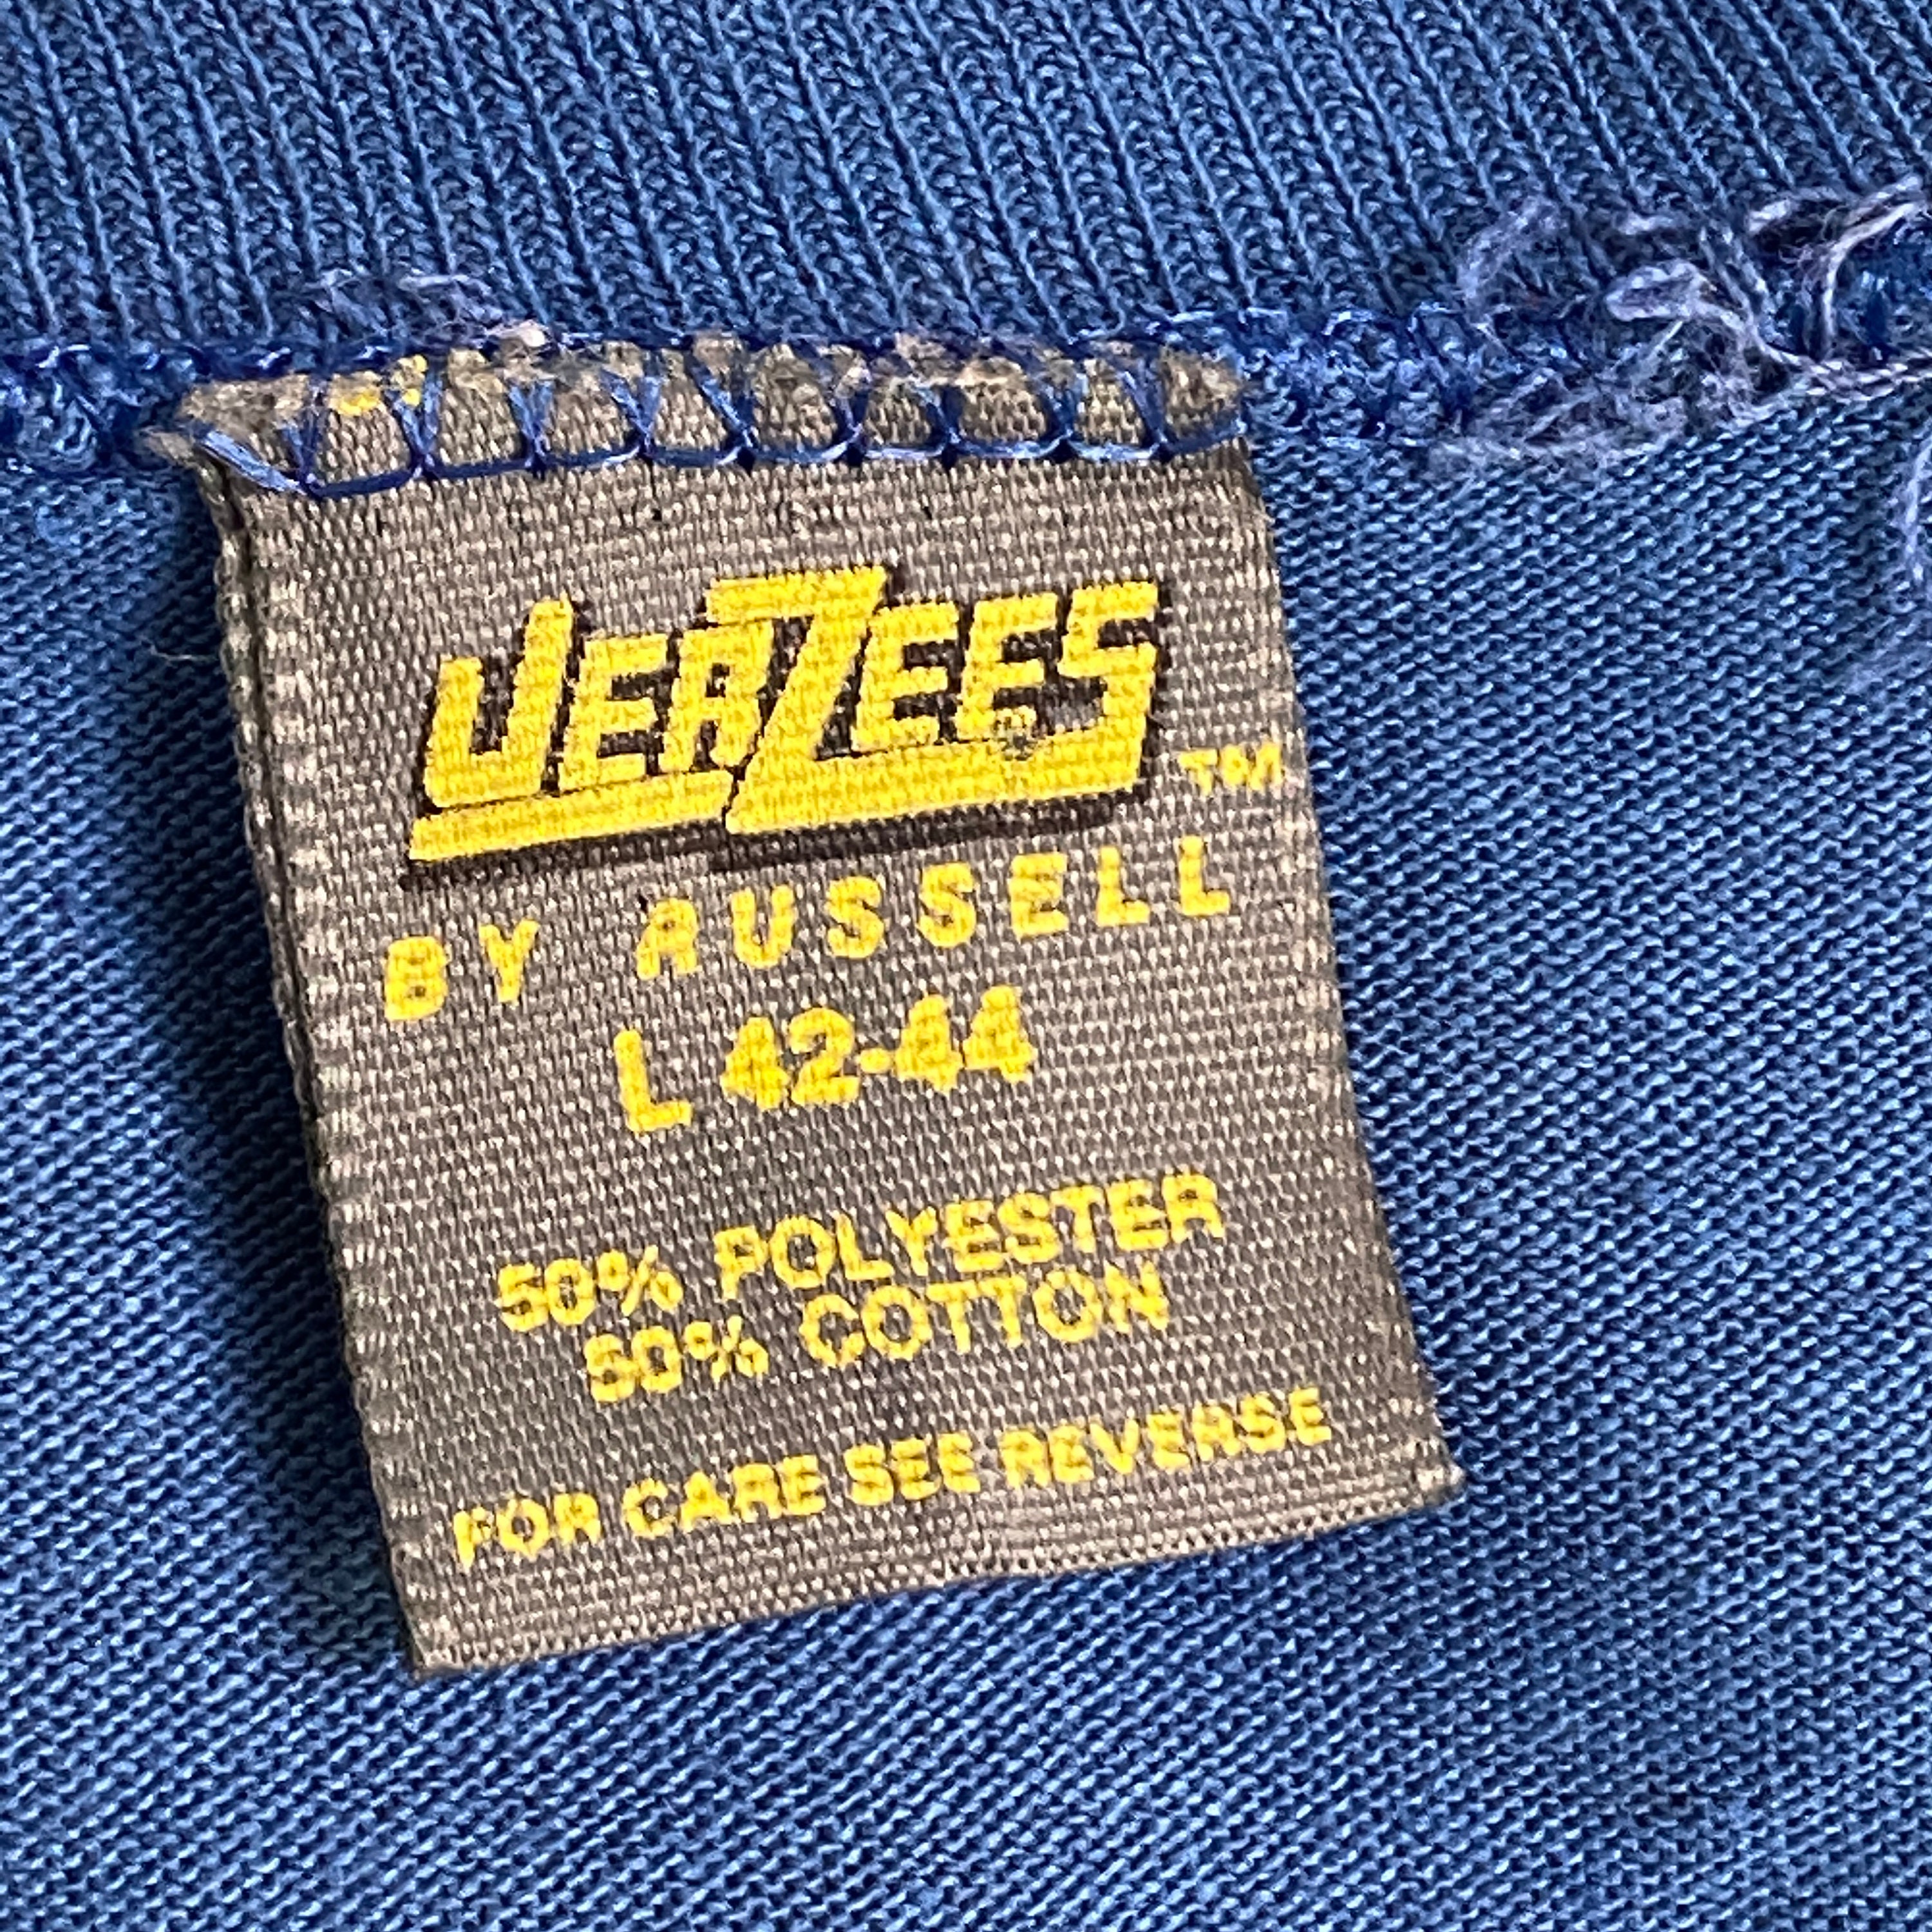 JERZEES TM
BY RUSSELL
L 42-44
50% POLYESTER
50% COTTON
FOR CARE SEE REVERSE